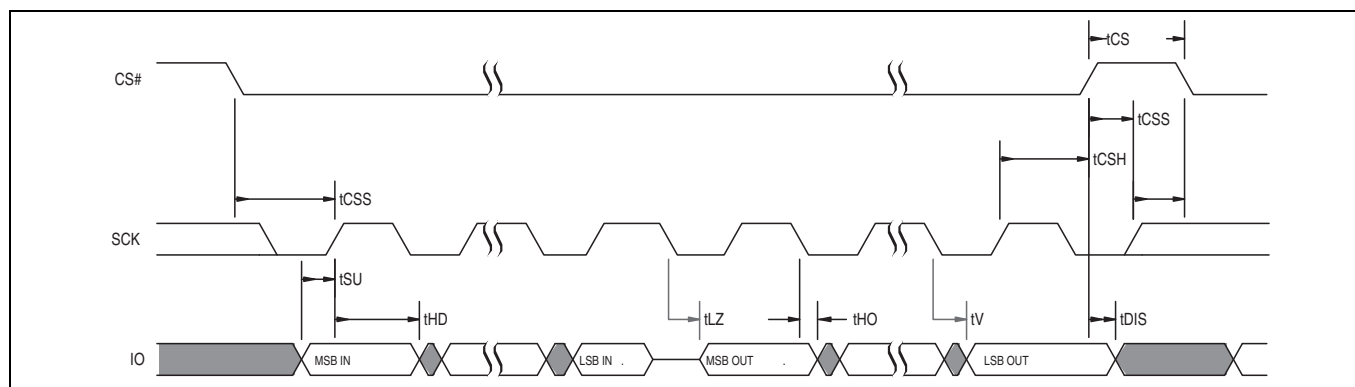 tCS
CS#
tCSS
tCSH
tCSS
SCK
tSU
tHD
tLZ
tHO
tV
tDIS
IO
MSB IN
LSB IN .
MSB OUT .
LSB OUT